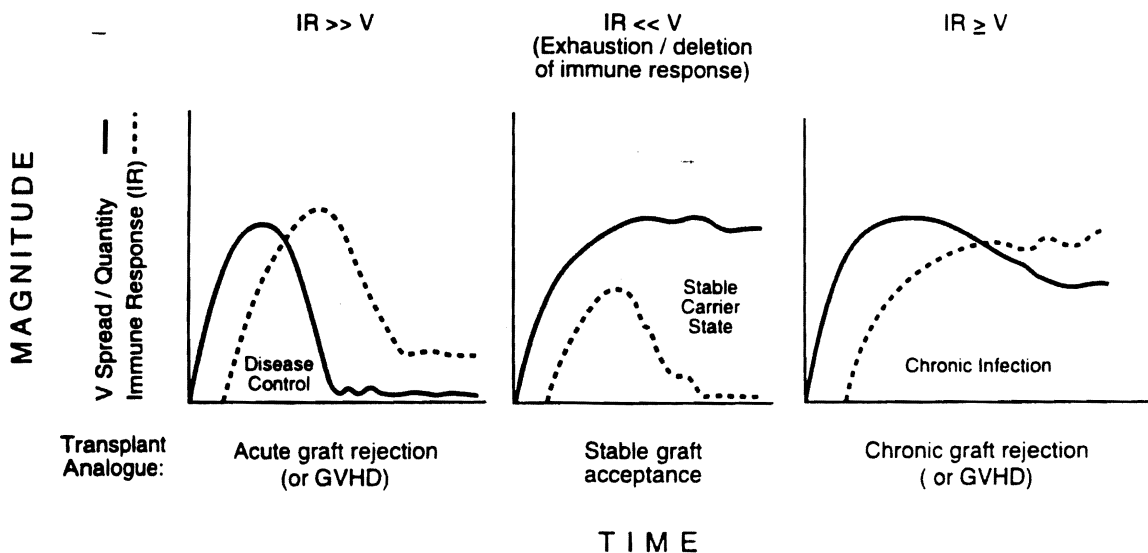 IR >> V
IR << V
(Exhaustion / deletion
of immune response)
IR ≥ V
MAGNITUDE
V Spread / Quantity
Immune Response (IR)
Disease
Control
Stable
Carrier
State
Chronic Infection
Transplant
Analogue:
Acute graft rejection
(or GVHD)
Stable graft
acceptance
Chronic graft rejection
( or GVHD)
TIME